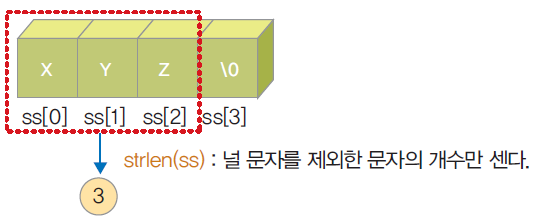 X Y Z \0
ss[0] ss[1] ss[2] ss[3]
strlen(ss) : 널 문자를 제외한 문자의 개수만 센다.
3